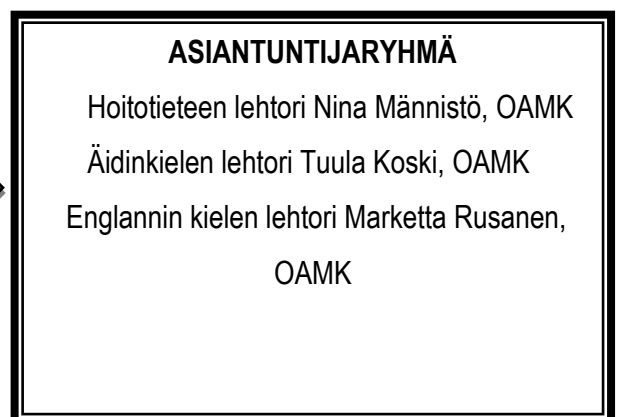 ASIANTUNTIJARYHMÄ
Hoitotieteen lehtori Nina Männistö, OAMK
Äidinkielen lehtori Tuula Koski, OAMK
Englannin kielen lehtori Marketta Rusanen,
OAMK